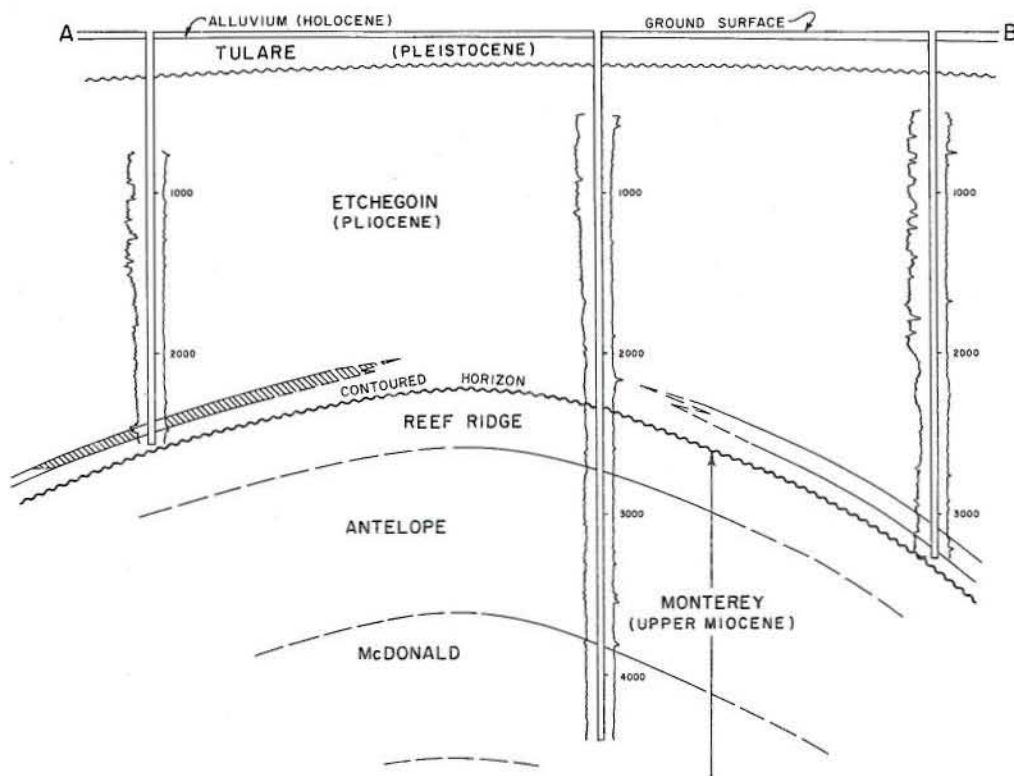 A
ALLUVIUM (HOLOCENE)
GROUND SURFACE
B
TULARE (PLEISTOCENE)
1000
1000
1000
ETCHEGOIN
(PLIOCENE)
2000
2000
2000
CONTOURED HORIZON
REEF RIDGE
3000
3000
ANTELOPE
MONTEREY
(UPPER MIOCENE)
McDONALD
4000